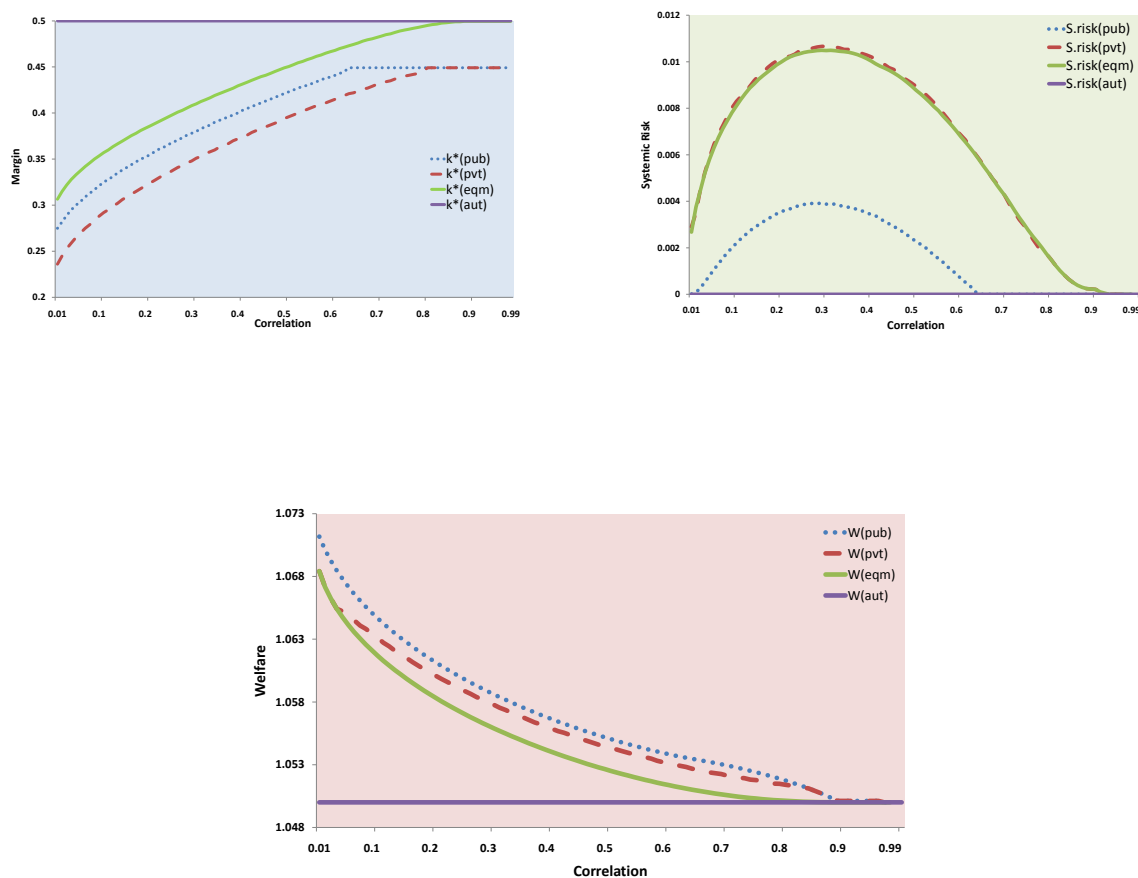 0.5
0.45
0.4
0.35
0.3
0.25
0.2
Margin
k*(pub)
k*(pvt)
k*(eqm)
k*(aut)
0.01 0.1 0.2 0.3 0.4 0.5 0.6 0.7 0.8 0.9 0.99
Correlation
0.012
0.01
0.008
0.006
0.004
0.002
0
Systemic Risk
S.risk(pub)
S.risk(pvt)
S.risk(eqm)
S.risk(aut)
0.01 0.1 0.2 0.3 0.4 0.5 0.6 0.7 0.8 0.9 0.99
Correlation
1.073
1.068
1.063
1.058
1.053
1.048
Welfare
W(pub)
W(pvt)
W(eqm)
W(aut)
0.01 0.1 0.2 0.3 0.4 0.5 0.6 0.7 0.8 0.9 0.99
Correlation